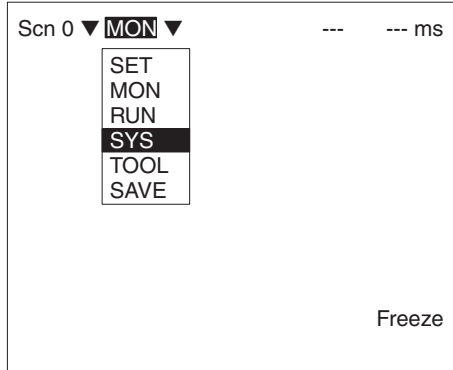 Scn 0 ▼ MON ▼ --- --- ms
SET
MON
RUN
SYS
TOOL
SAVE
Freeze